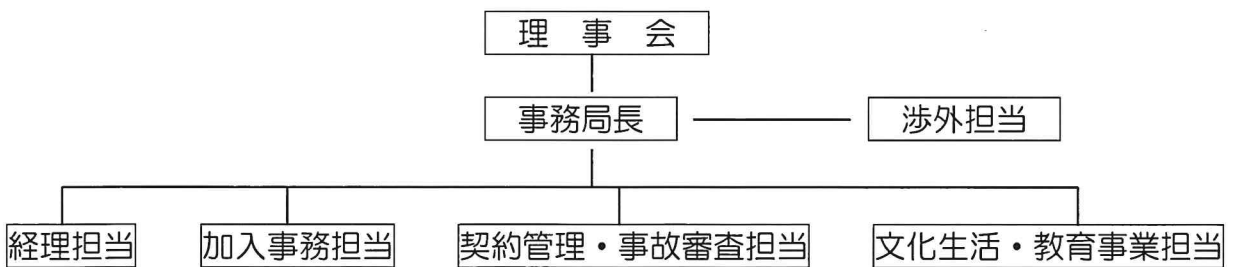 理事会
事務局長
渉外担当
経理担当
加入事務担当
契約管理・事故審査担当
文化生活・教育事業担当